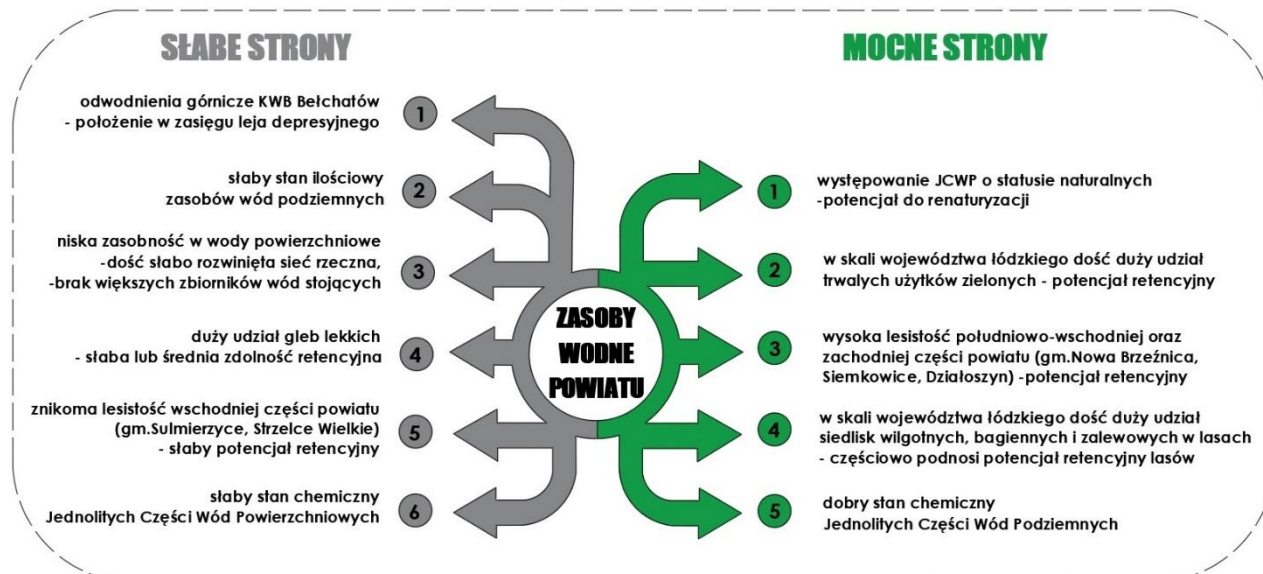 SŁABE STRONY
odwodnienia górnicze KWB Bełchatów
- położenie w zasięgu leja depresyjnego
1
słaby stan ilościowy
zasobów wód podziemnych
2
niska zasobność w wody powierzchniowe
-dość słabo rozwinięta sieć rzeczna,
-brak większych zbiorników wód stojących
3
duży udział gleb lekkich
- słaba lub średnia zdolność retencyjna
4
znikoma lesistość wschodniej części powiatu
(gm.Sulmierzyce, Strzelce Wielkie)
- słaby potencjał retencyjny
5
słaby stan chemiczny
Jednolitych Części Wód Powierzchniowych
6
ZASOBY
WODNE
POWIATU
MOCNE STRONY
1
występowanie JCWP o statusie naturalnych
-potencjał do renaturyzacji
2
w skali województwa łódzkiego dość duży udział
trwałych użytków zielonych - potencjał retencyjny
3
wysoka lesistość południowo-wschodniej oraz
zachodniej części powiatu (gm.Nowa Brzeźnica,
Siemkowice, Działoszyn) -potencjał retencyjny
4
w skali województwa łódzkiego dość duży udział
siedlisk wilgotnych, bagiennych i zalewowych w lasach
- częściowo podnosi potencjał retencyjny lasów
5
dobry stan chemiczny
Jednolitych Części Wód Podziemnych